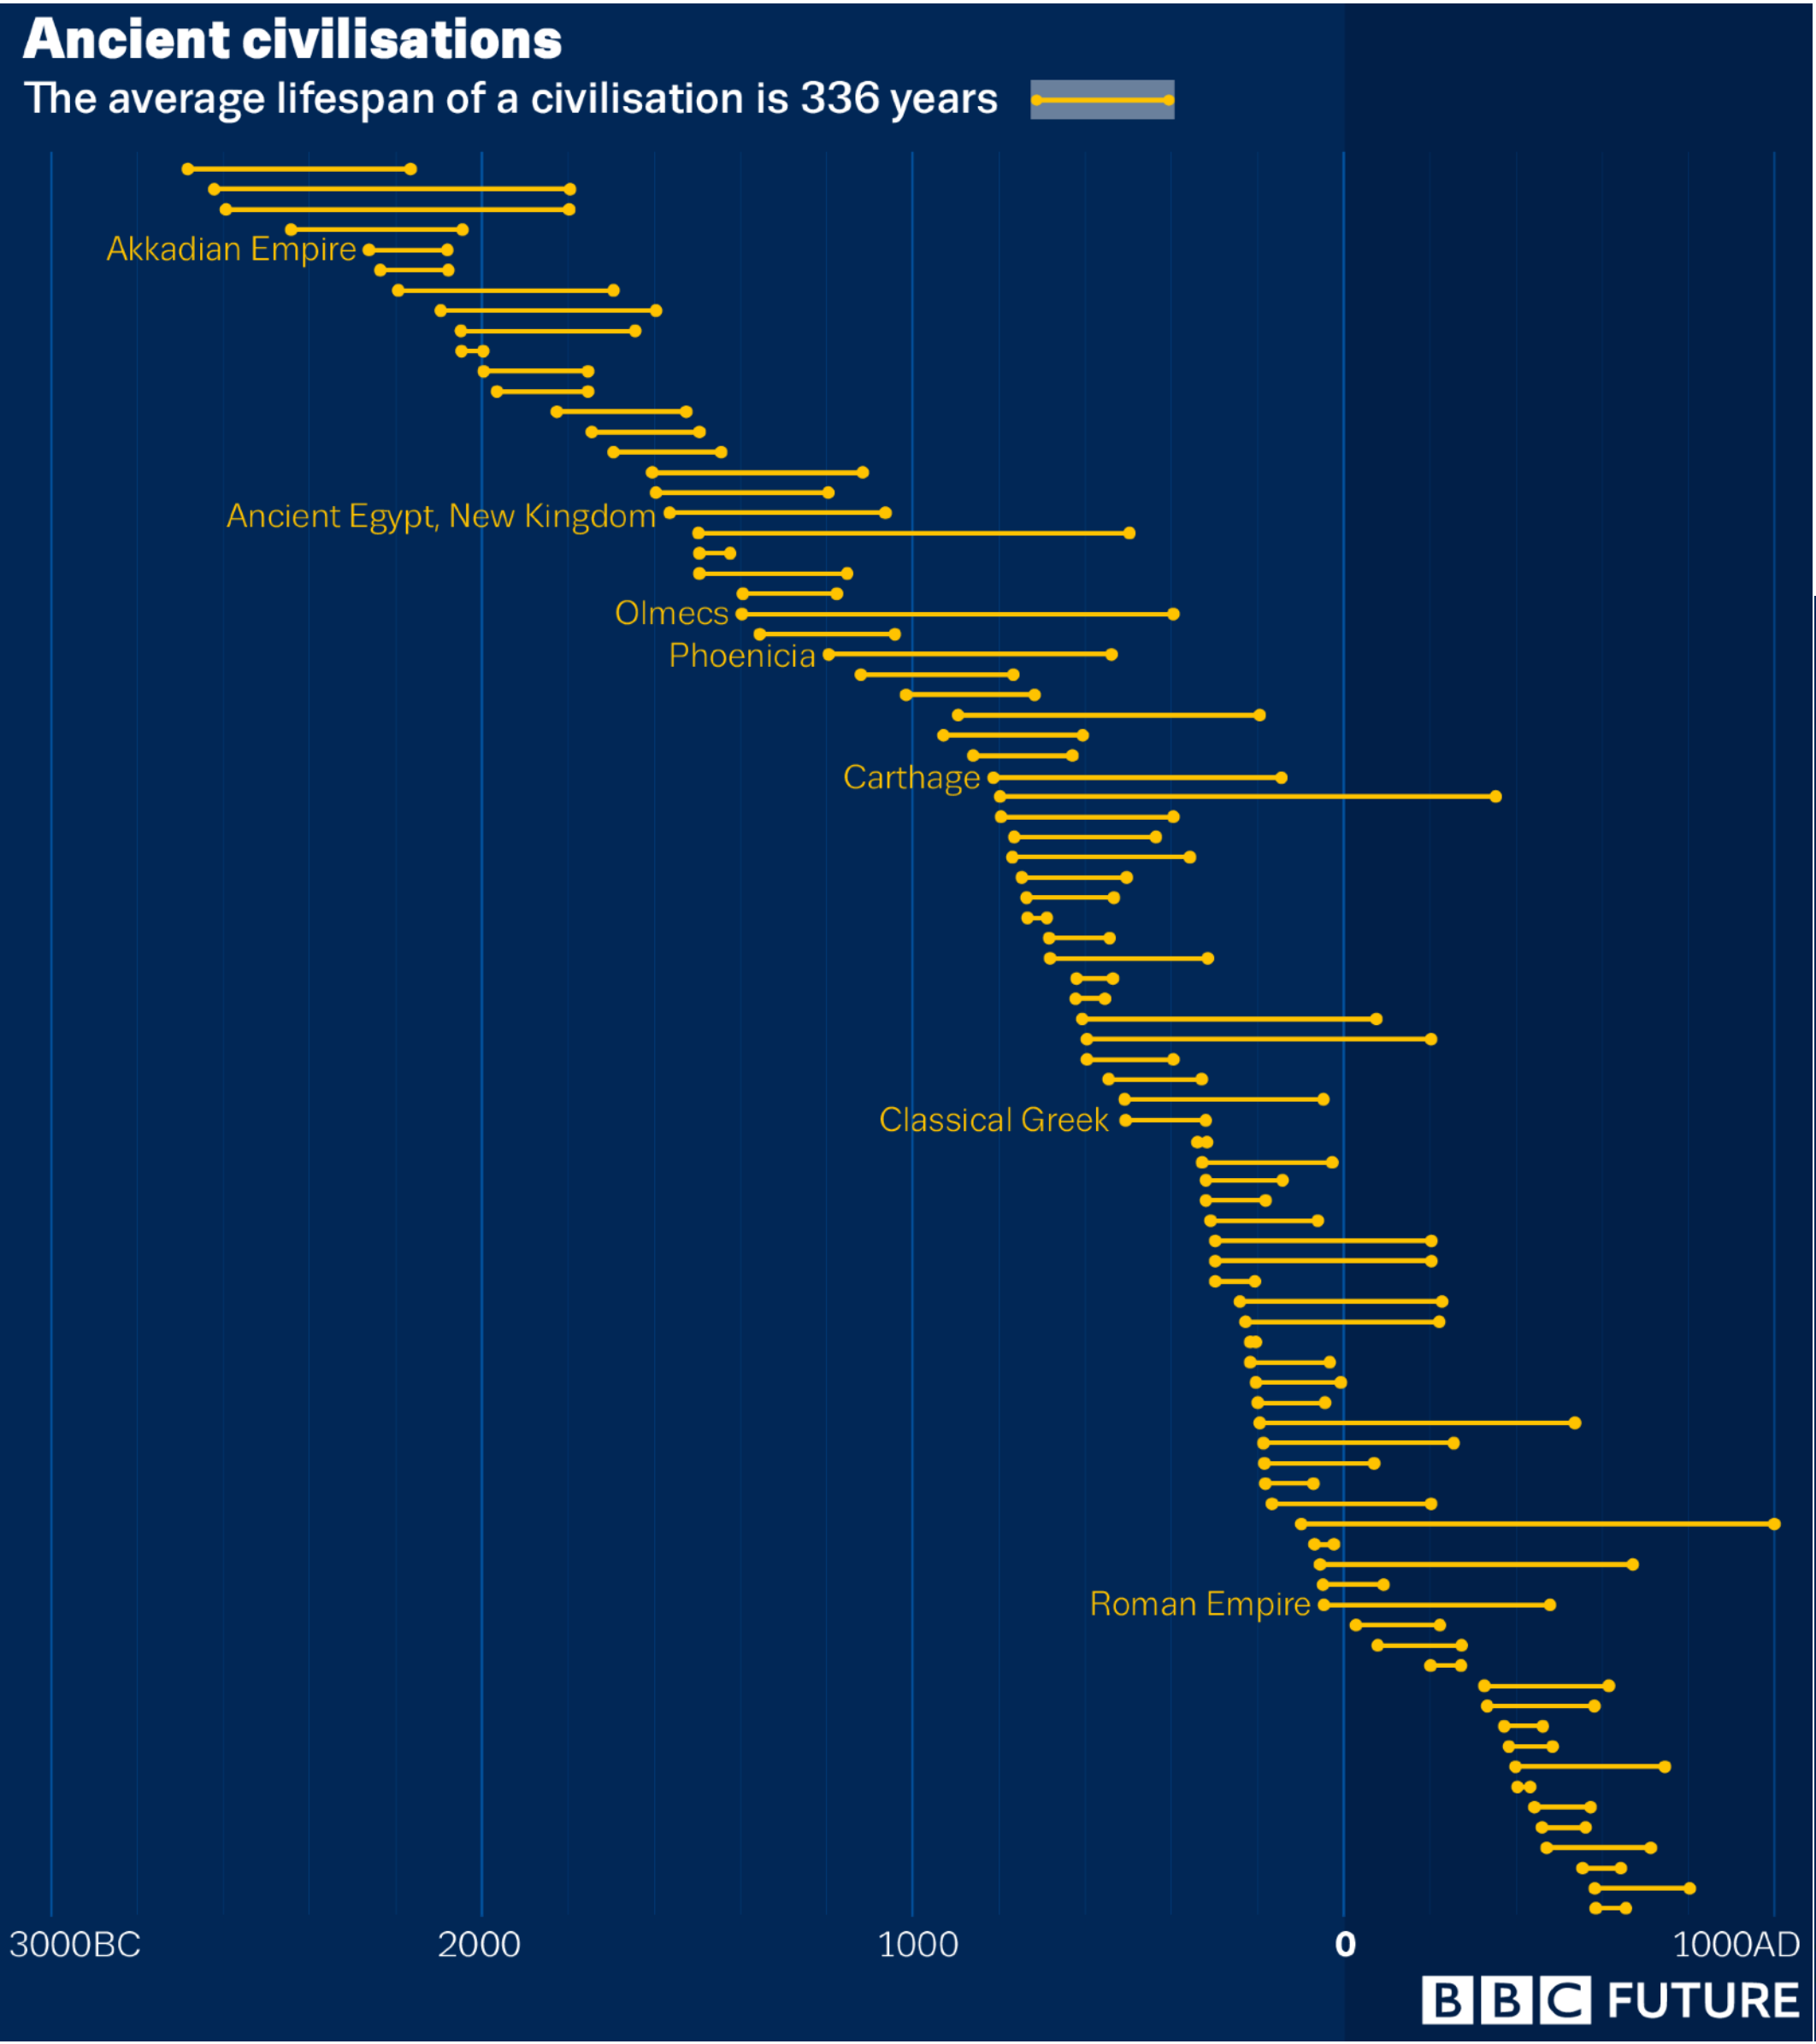 Ancient civilisations
The average lifespan of a civilisation is 336 years
Akkadian Empire
Ancient Egypt, New Kingdom
Olmecs
Phoenicia
Carthage
Classical Greek
Roman Empire
3000BC 2000 1000 0 1000AD
BBC FUTURE